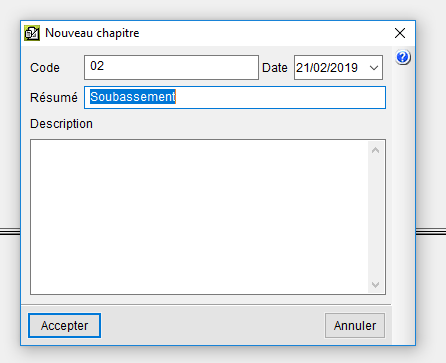 Nouveau chapitre
Code 02 Date 21/02/2019
Résumé Soubassement
Description
Accepter Annuler